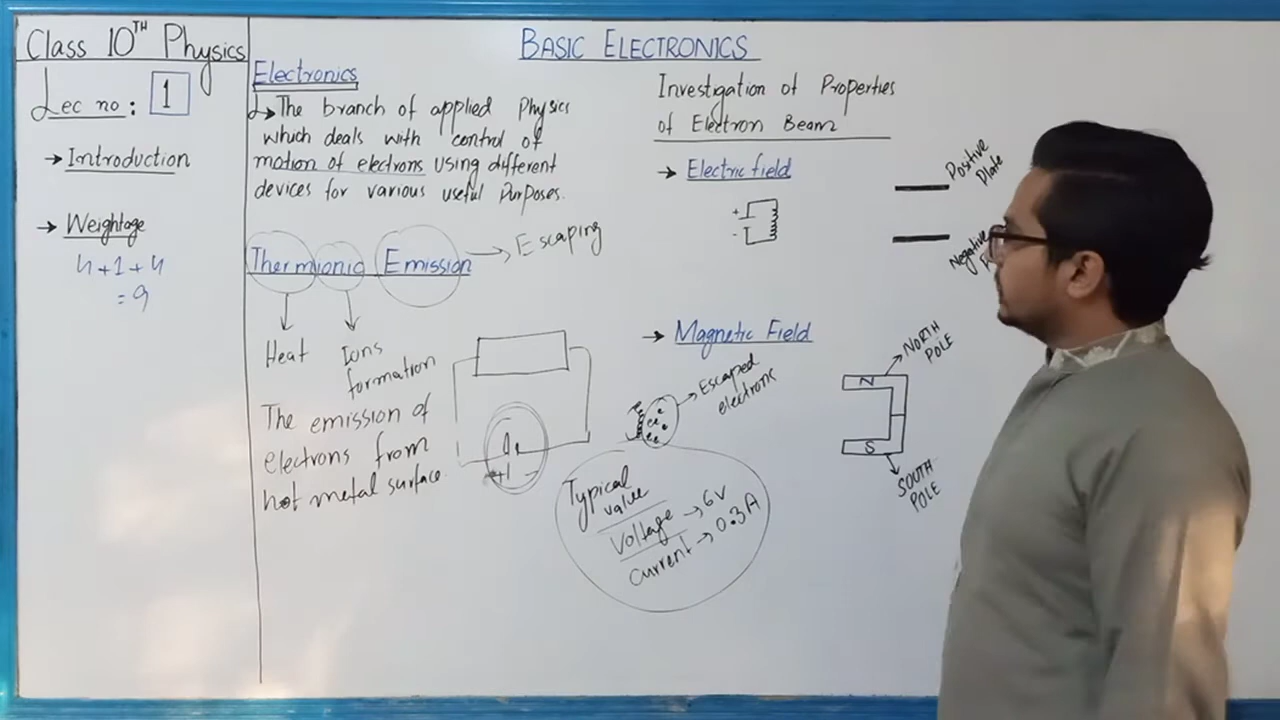 Class 10TH Physics
Lec no: 1
→ Introduction
→ Weightage
4+1+4
= 9
BASIC ELECTRONICS
Electronics
↳ The branch of applied Physics
which deals with control of
motion of electrons using different
devices for various useful Purposes.
Thermionic Emission → Escaping
Heat
Ions
formation
The emission of
electrons from
hot metal surface.
Investigation of Properties
of Electron Beam
→ Electric field
+
-
Positive
Plate
Negative
→ Magnetic Field
Escaped
electrons
e e e e e
Typical
value
Voltage → 6v
Current → 0.3A
NORTH
POLE
N
S
SOUTH
POLE